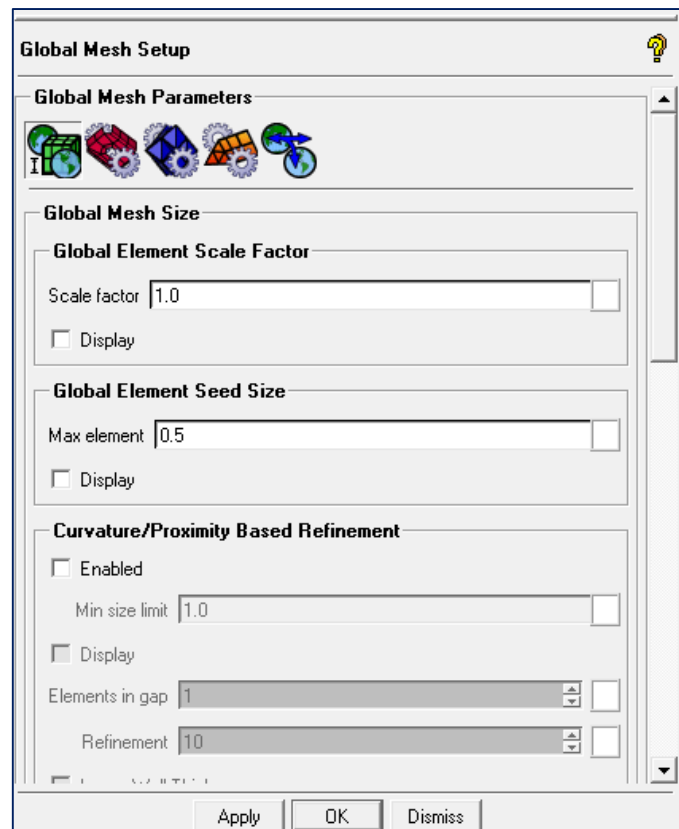 Global Mesh Setup
Global Mesh Parameters
Global Mesh Size
Global Element Scale Factor
Scale factor 1.0
Display
Global Element Seed Size
Max element 0.5
Display
Curvature/Proximity Based Refinement
Enabled
Min size limit 1.0
Display
Elements in gap 1
Refinement 10
Apply OK Dismiss